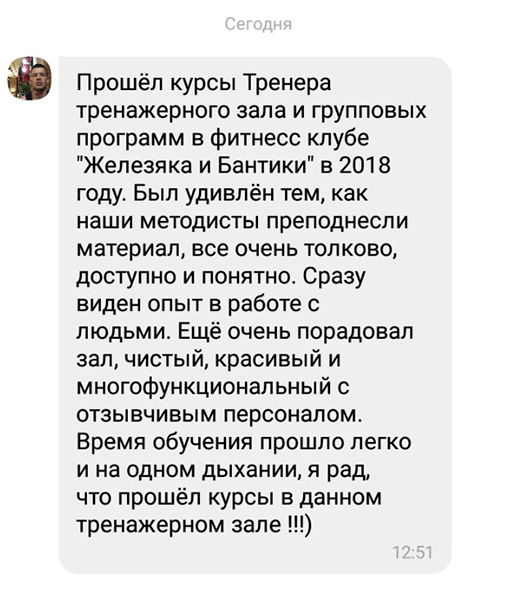 Сегодня
Прошёл курсы Тренера
тренажерного зала и групповых
программ в фитнесс клубе
"Железяка и Бантики" в 2018
году. Был удивлён тем, как
наши методисты преподнесли
материал, все очень толково,
доступно и понятно. Сразу
виден опыт в работе с
людьми. Ещё очень порадовал
зал, чистый, красивый и
многофункциональный с
отзывчивым персоналом.
Время обучения прошло легко
и на одном дыхании, я рад,
что прошёл курсы в данном
тренажерном зале !!!)
12:51